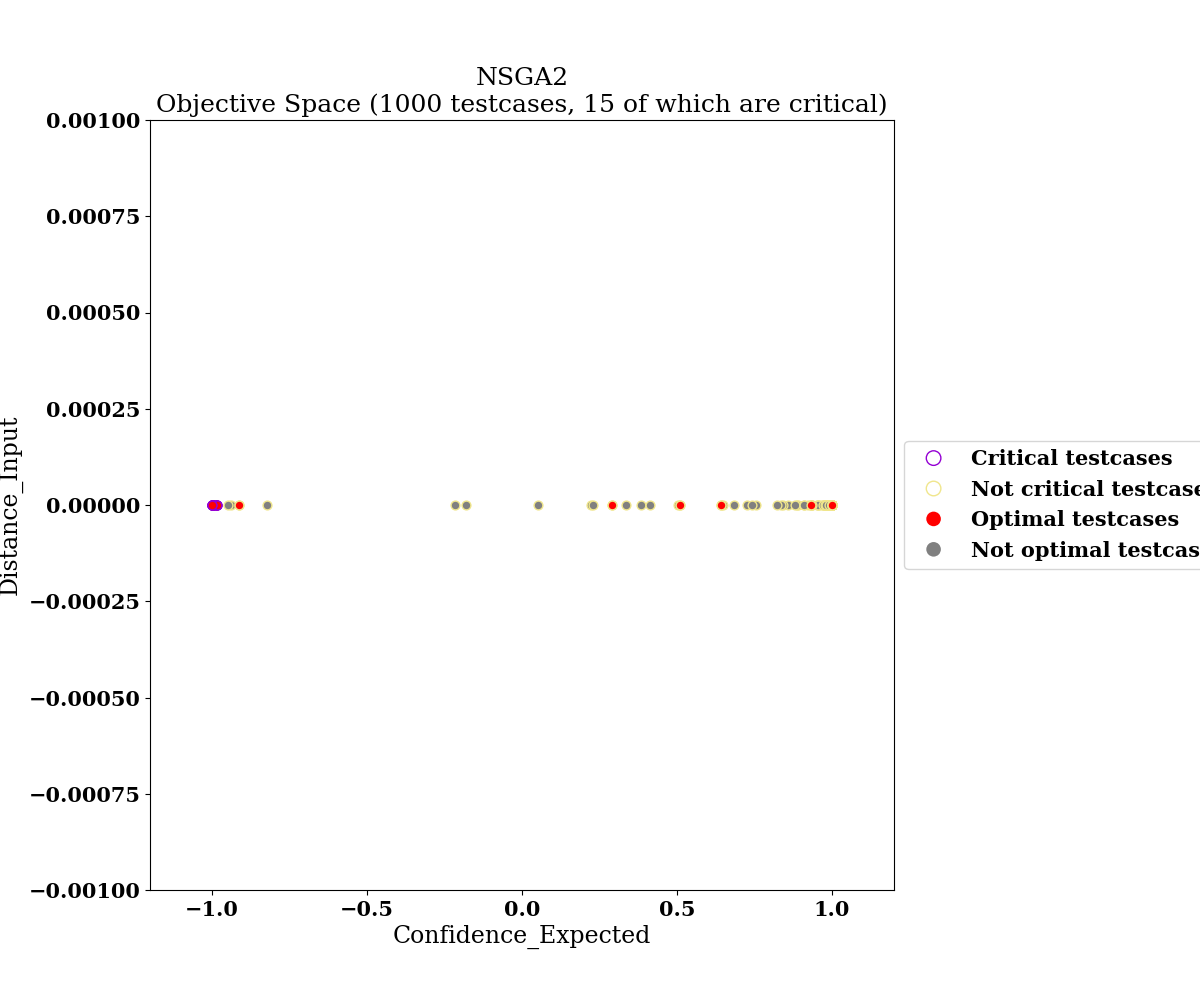 NSGA2
Objective Space (1000 testcases, 15 of which are critical)
0.00100
0.00075
0.00050
0.00025
0.00000
−0.00025
−0.00050
−0.00075
−0.00100
Distance_Input
−1.0
−0.5
0.0
0.5
1.0
Confidence_Expected
Critical testcases
Not critical testcase
Optimal testcases
Not optimal testcas